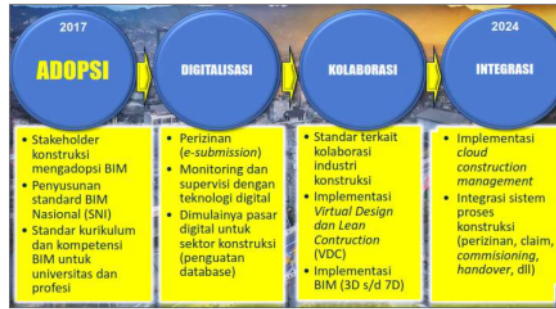 2017
ADOPSI
DIGITALISASI
KOLABORASI
2024
INTEGRASI
• Stakeholder
konstruksi
mengadopsi BIM
• Penyusunan
standard BIM
Nasional (SNI)
• Standar kurikulum
dan kompetensi
BIM untuk
universitas dan
profesi
• Perizinan
(e-submission)
• Monitoring dan
supervisi dengan
teknologi digital
• Dimulainya pasar
digital untuk
sektor konstruksi
(penguatan
database)
• Standar terkait
kolaborasi
industri
konstruksi
• Implementasi
Virtual Design
dan Lean
Contruction
(VDC)
• Implementasi
BIM (3D s/d 7D)
• Implementasi
cloud
construction
management
• Integrasi sistem
proses
konstruksi
(perizinan, claim,
commisioning,
handover, dll)